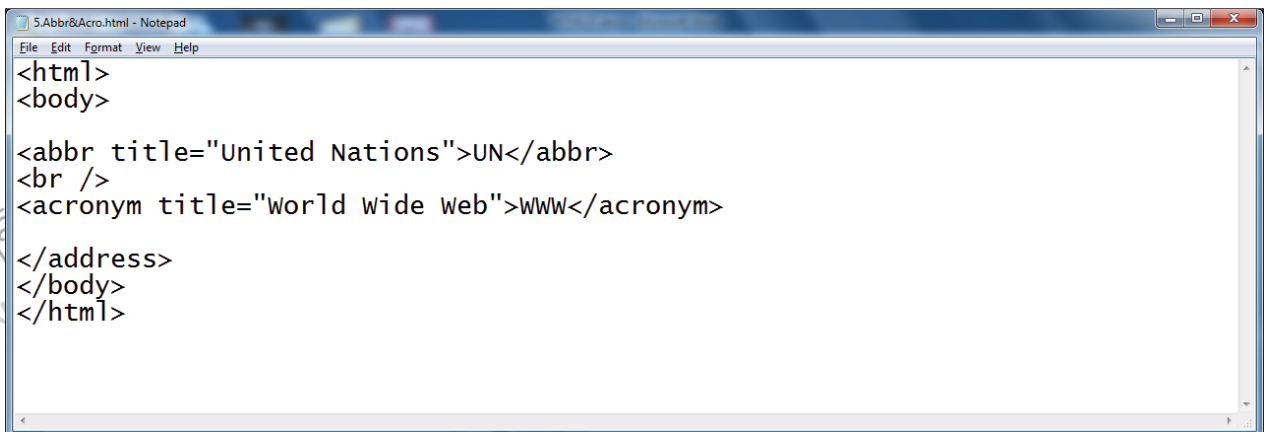 5.Abbr&Acro.html - Notepad
File Edit Format View Help
<html>
<body>
<abbr title="United Nations">UN</abbr>
<br />
<acronym title="World Wide Web">WWW</acronym>
</address>
</body>
</html>